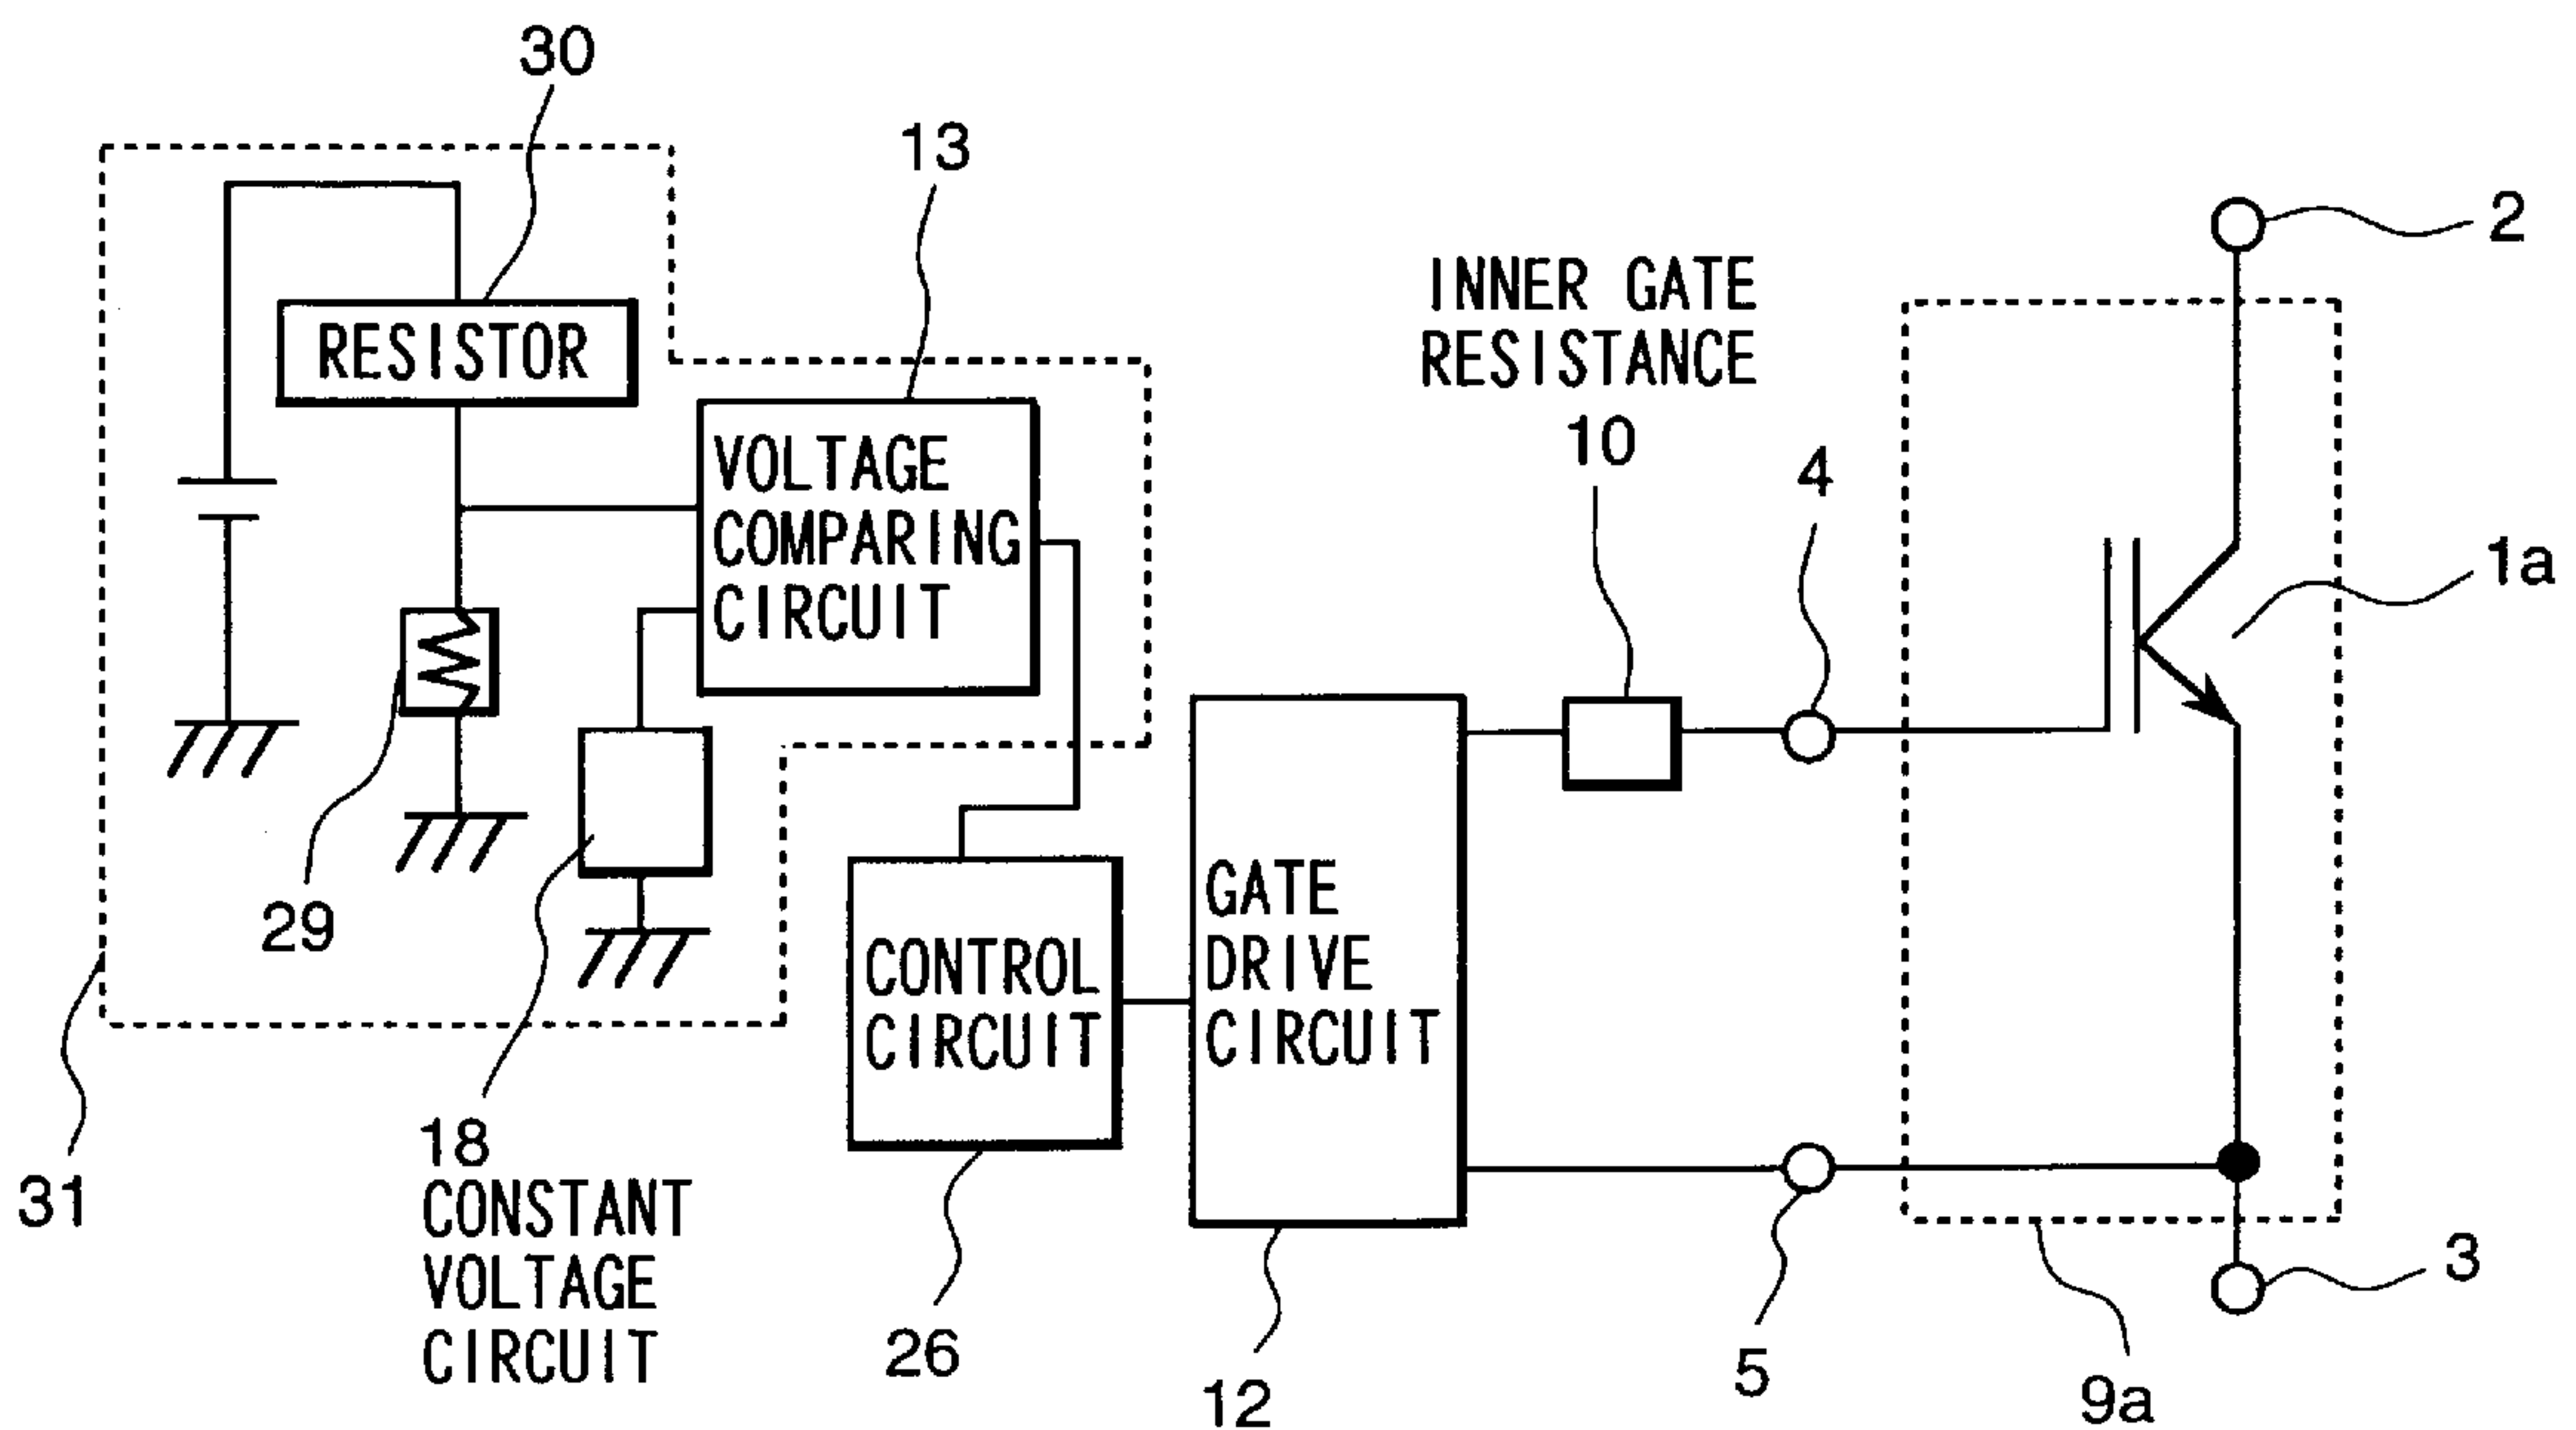 30
13
2
INNER GATE
RESISTANCE
10
RESISTOR
4
VOLTAGE
COMPARING
CIRCUIT
1a
29
GATE
DRIVE
CIRCUIT
CONTROL
CIRCUIT
31
18
CONSTANT
VOLTAGE
CIRCUIT
26
12
5
3
9a